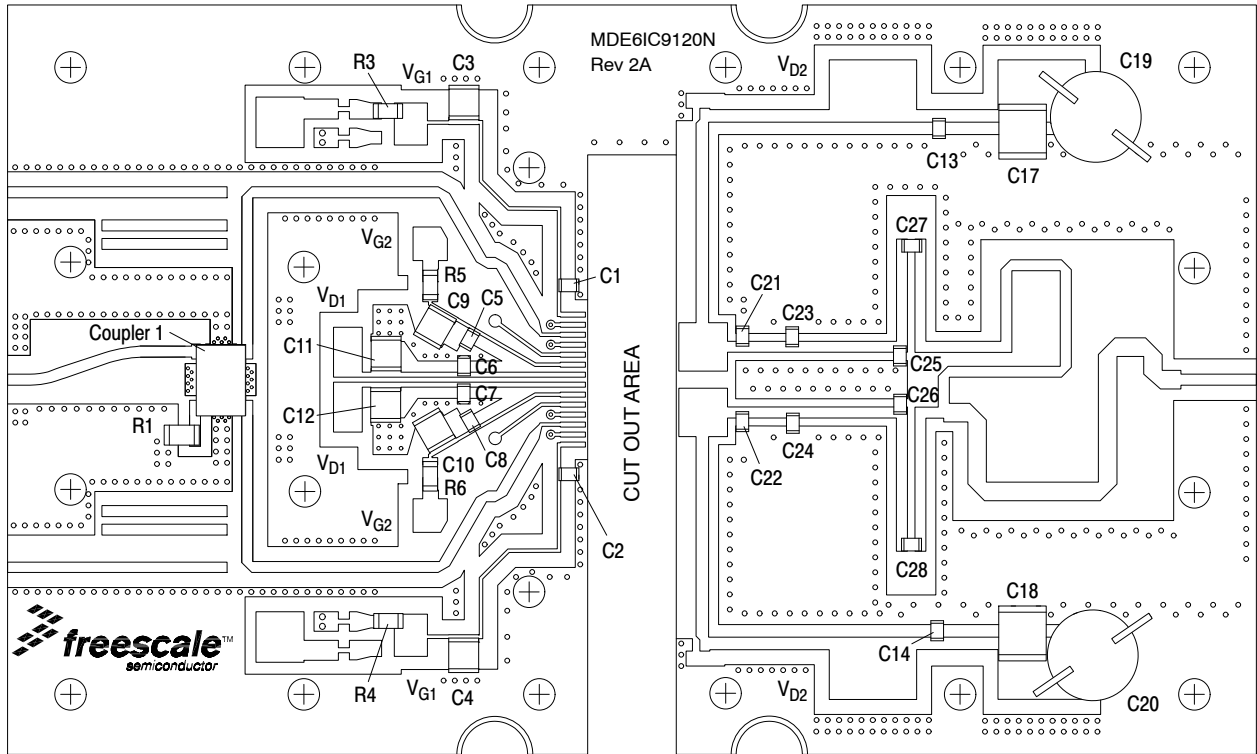 MDE6IC9120N
Rev 2A
R3
VG1
C3
VD2
C19
C13
C17
VG2
R5
C1
C27
C21
C23
VD1
C9
C5
Coupler 1
C11
C6
C25
C7
C26
C12
R1
C8
C10
R6
VD1
VG2
CUT OUT AREA
C22
C24
C2
C28
C18
freescale™
semiconductor
C14
R4
VG1
C4
VD2
C20